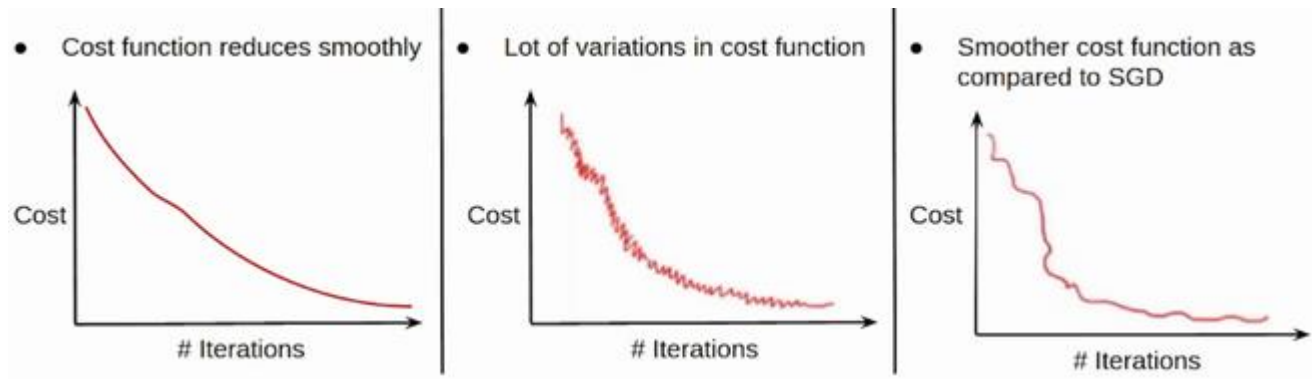 ● Cost function reduces smoothly
Cost
# Iterations
● Lot of variations in cost function
Cost
# Iterations
● Smoother cost function as
compared to SGD
Cost
# Iterations